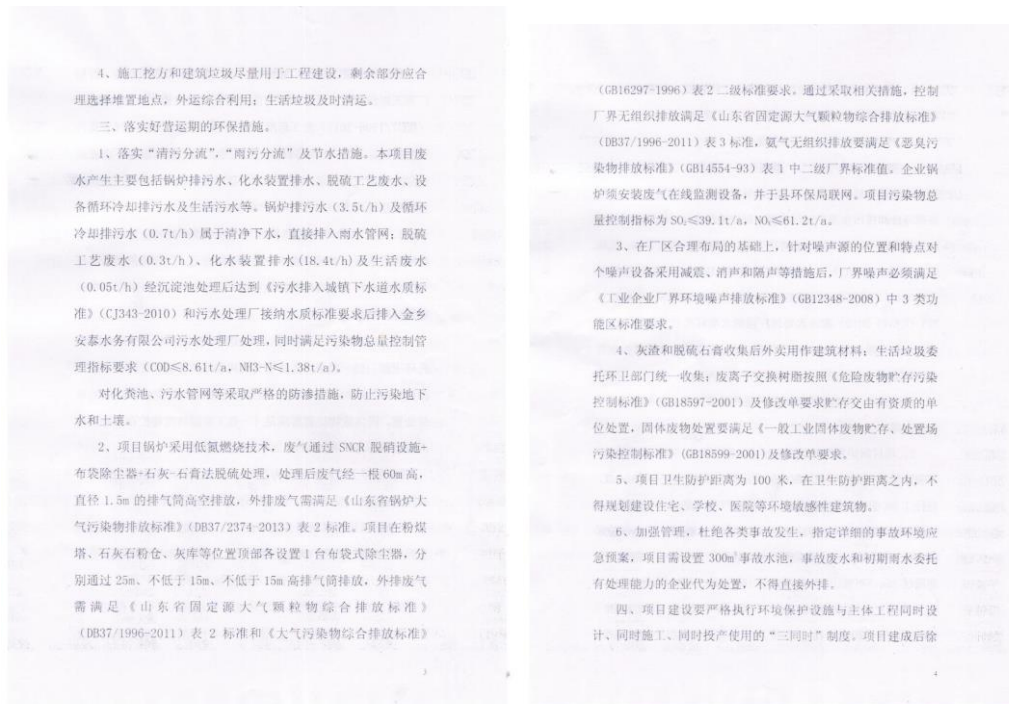 4、施工挖方和建筑垃圾尽量用于工程建设，剩余部分应合
理选择堆置地点，外运综合利用；生活垃圾及时清运。
三、落实好营运期的环保措施。
1、落实“清污分流”，“雨污分流”及节水措施。本项目废
水产生主要包括锅炉排污水、化水装置排水、脱硫工艺废水、设
备循环冷却排污水及生活污水等。锅炉排污水（3.5t/h）及循环
冷却排污水（0.7t/h）属于清净下水，直接排入雨水管网；脱硫
工艺废水（0.3t/h）、化水装置排水(18.4t/h)及生活废水
（0.05t/h）经沉淀池处理后达到《污水排入城镇下水道水质标
准》（CJ343-2010）和污水处理厂接纳水质标准要求后排入金乡
安泰水务有限公司污水处理厂处理，同时满足污染物总量控制管
理指标要求（COD≤8.61t/a，NH3-N≤1.38t/a）。
对化粪池、污水管网等采取严格的防渗措施，防止污染地下
水和土壤。
2、项目锅炉采用低氮燃烧技术，废气通过 SNCR 脱硝设施+
布袋除尘器+石灰-石膏法脱硫处理，处理后废气经一根 60m 高，
直径 1.5m 的排气筒高空排放，外排废气需满足《山东省锅炉大
气污染物排放标准》（DB37/2374-2013）表 2 标准。项目在粉煤
塔、石灰石粉仓、灰库等位置顶部各设置 1 台布袋式除尘器，分
别通过 25m、不低于 15m、不低于 15m 高排气筒排放，外排废气
需满足《山东省固定源大气颗粒物综合排放标准》
（DB37/1996-2011）表 2 标准和《大气污染物综合排放标准》
3
（GB16297-1996）表 2 二级标准要求。通过采取相关措施，控制
厂界无组织排放满足《山东省固定源大气颗粒物综合排放标准》
（DB37/1996-2011）表 3 标准，氨气无组织排放要满足《恶臭污
染物排放标准》（GB14554-93）表 1 中二级厂界标准值。企业锅
炉须安装废气在线监测设备，并于县环保局联网。项目污染物总
量控制指标为 SO₂≤39.1t/a，NOₓ≤61.2t/a。
3、在厂区合理布局的基础上，针对噪声源的位置和特点对
个噪声设备采用减震、消声和隔声等措施后，厂界噪声必须满足
《工业企业厂界环境噪声排放标准》（GB12348-2008）中 3 类功
能区标准要求。
4、灰渣和脱硫石膏收集后外卖用作建筑材料；生活垃圾委
托环卫部门统一收集；废离子交换树脂按照《危险废物贮存污染
控制标准》（GB18597-2001）及修改单要求贮存交由有资质的单
位处置，固体废物处置要满足《一般工业固体废物贮存、处置场
污染控制标准》（GB18599-2001)及修改单要求。
5、项目卫生防护距离为 100 米，在卫生防护距离之内，不
得规划建设住宅、学校、医院等环境敏感性建筑物。
6、加强管理，杜绝各类事故发生，指定详细的事故环境应
急预案，项目需设置 300m³事故水池，事故废水和初期雨水委托
有处理能力的企业代为处置，不得直接外排。
四、项目建设要严格执行环境保护设施与主体工程同时设
计、同时施工、同时投产使用的“三同时”制度。项目建成后徐
4